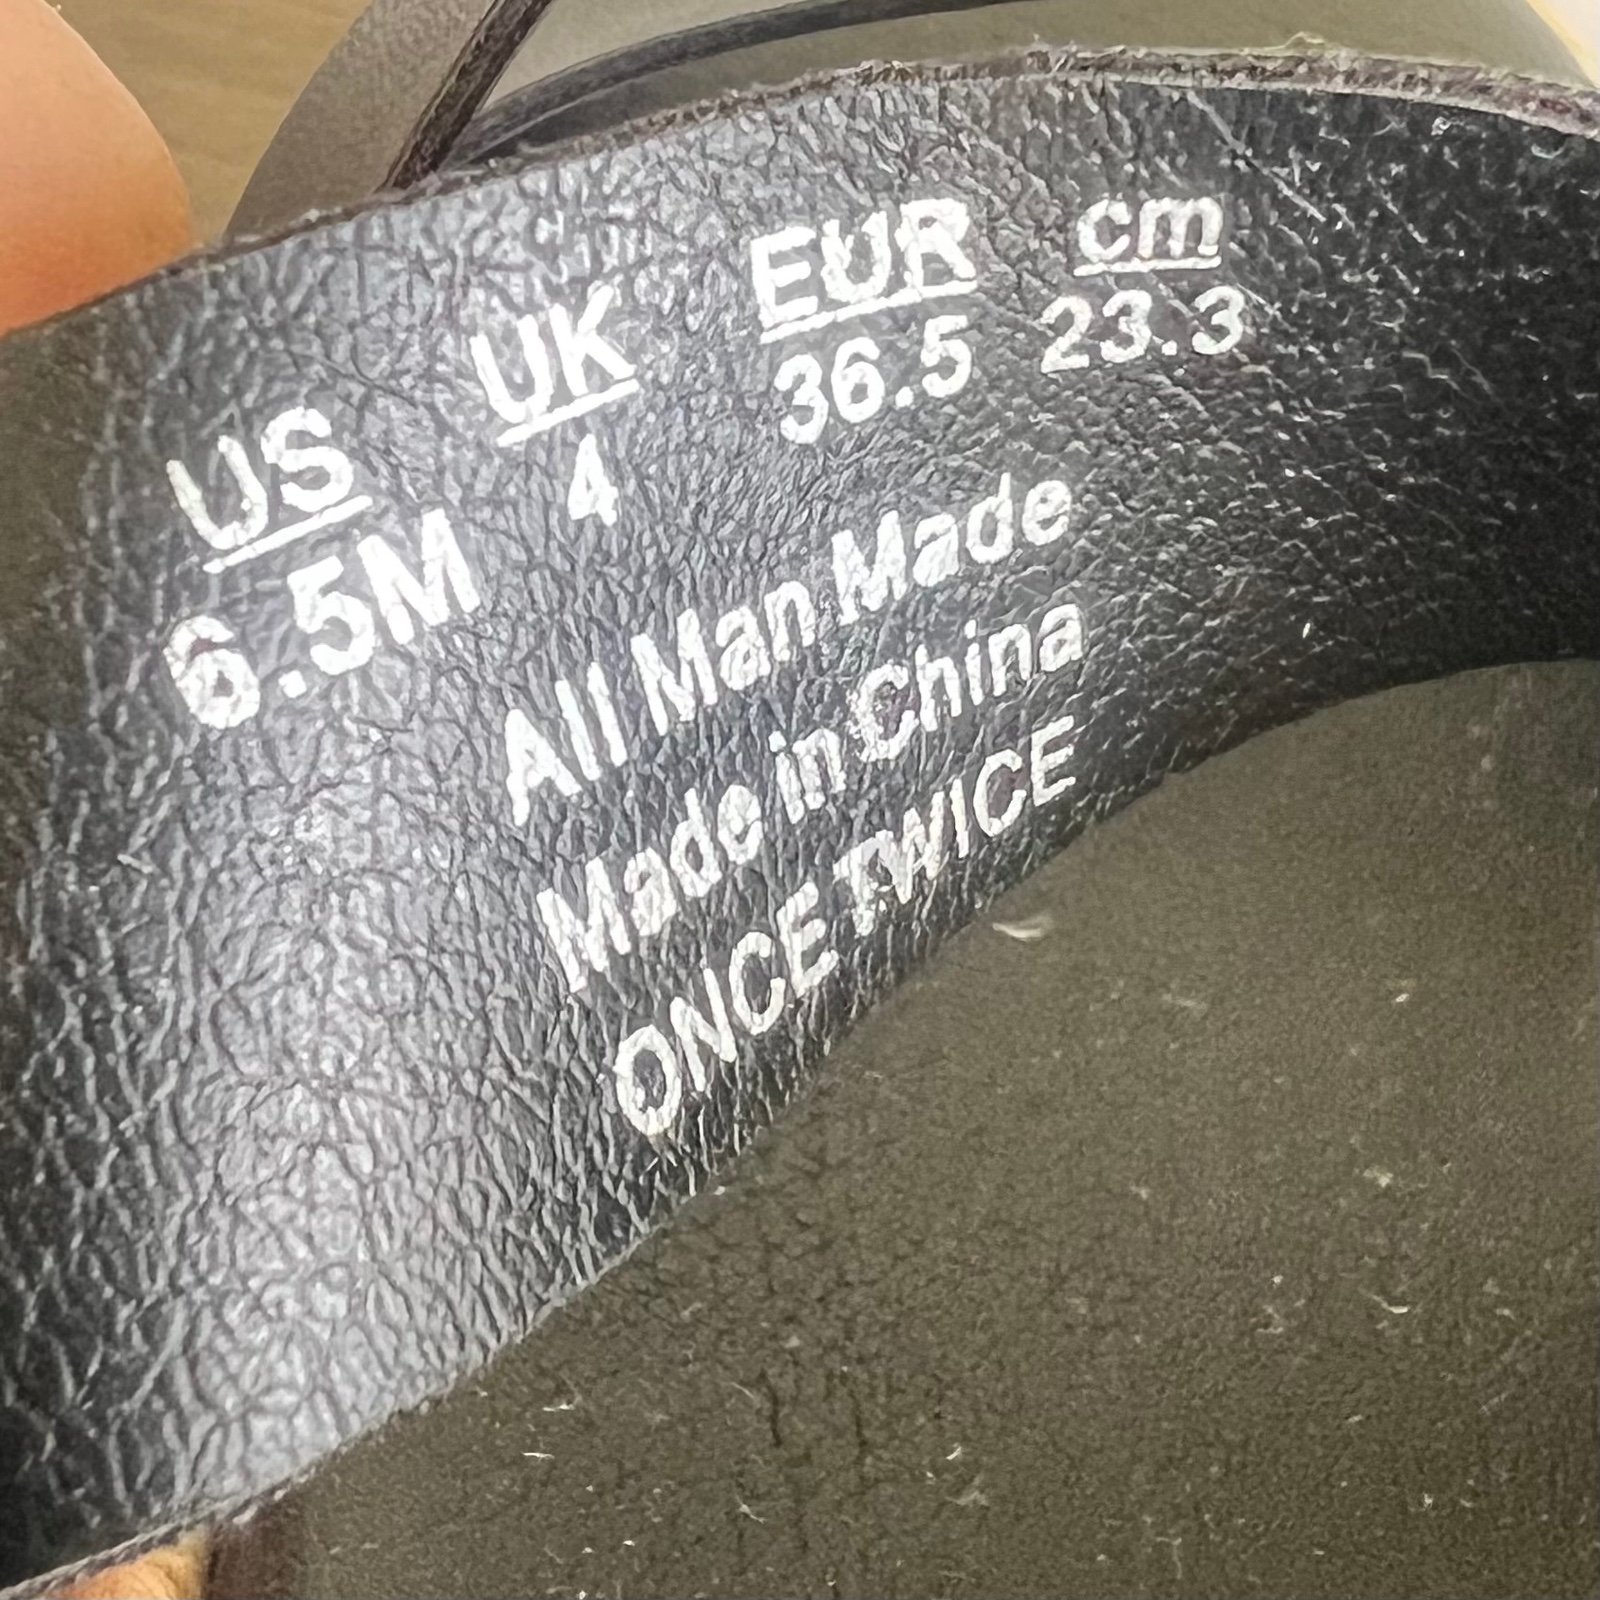 US UK EUR cm
6.5M 4 36.5 23.3
All Man Made
Made in China
ONCE TWICE